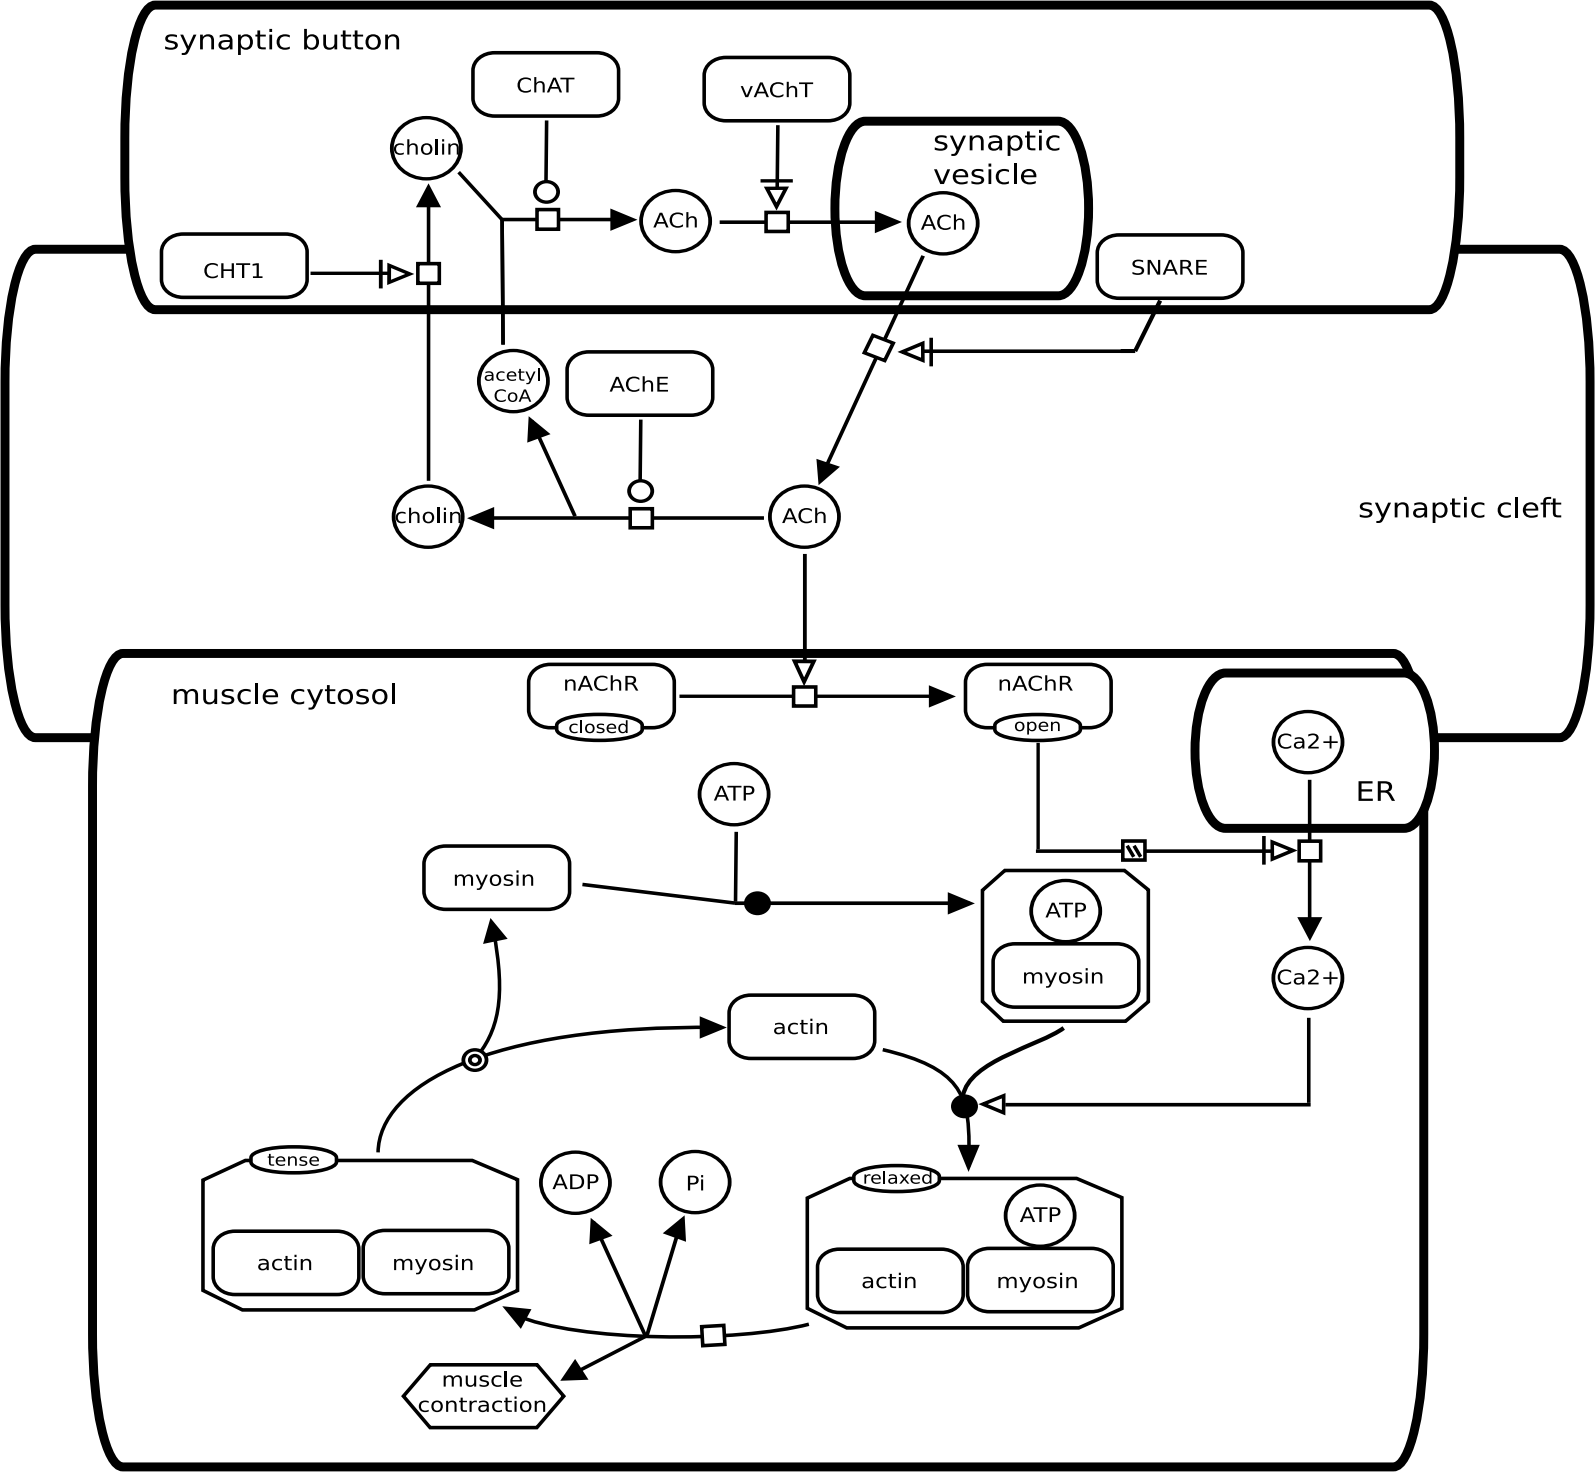 synaptic button
ChAT
vAChT
cholin
synaptic
vesicle
ACh
ACh
CHT1
SNARE
acetyl
CoA
AChE
cholin
ACh
synaptic cleft
muscle cytosol
nAChR
closed
nAChR
open
Ca2+
ER
ATP
myosin
ATP
myosin
Ca2+
actin
tense
actin
myosin
ADP
Pi
relaxed
ATP
actin
myosin
muscle
contraction